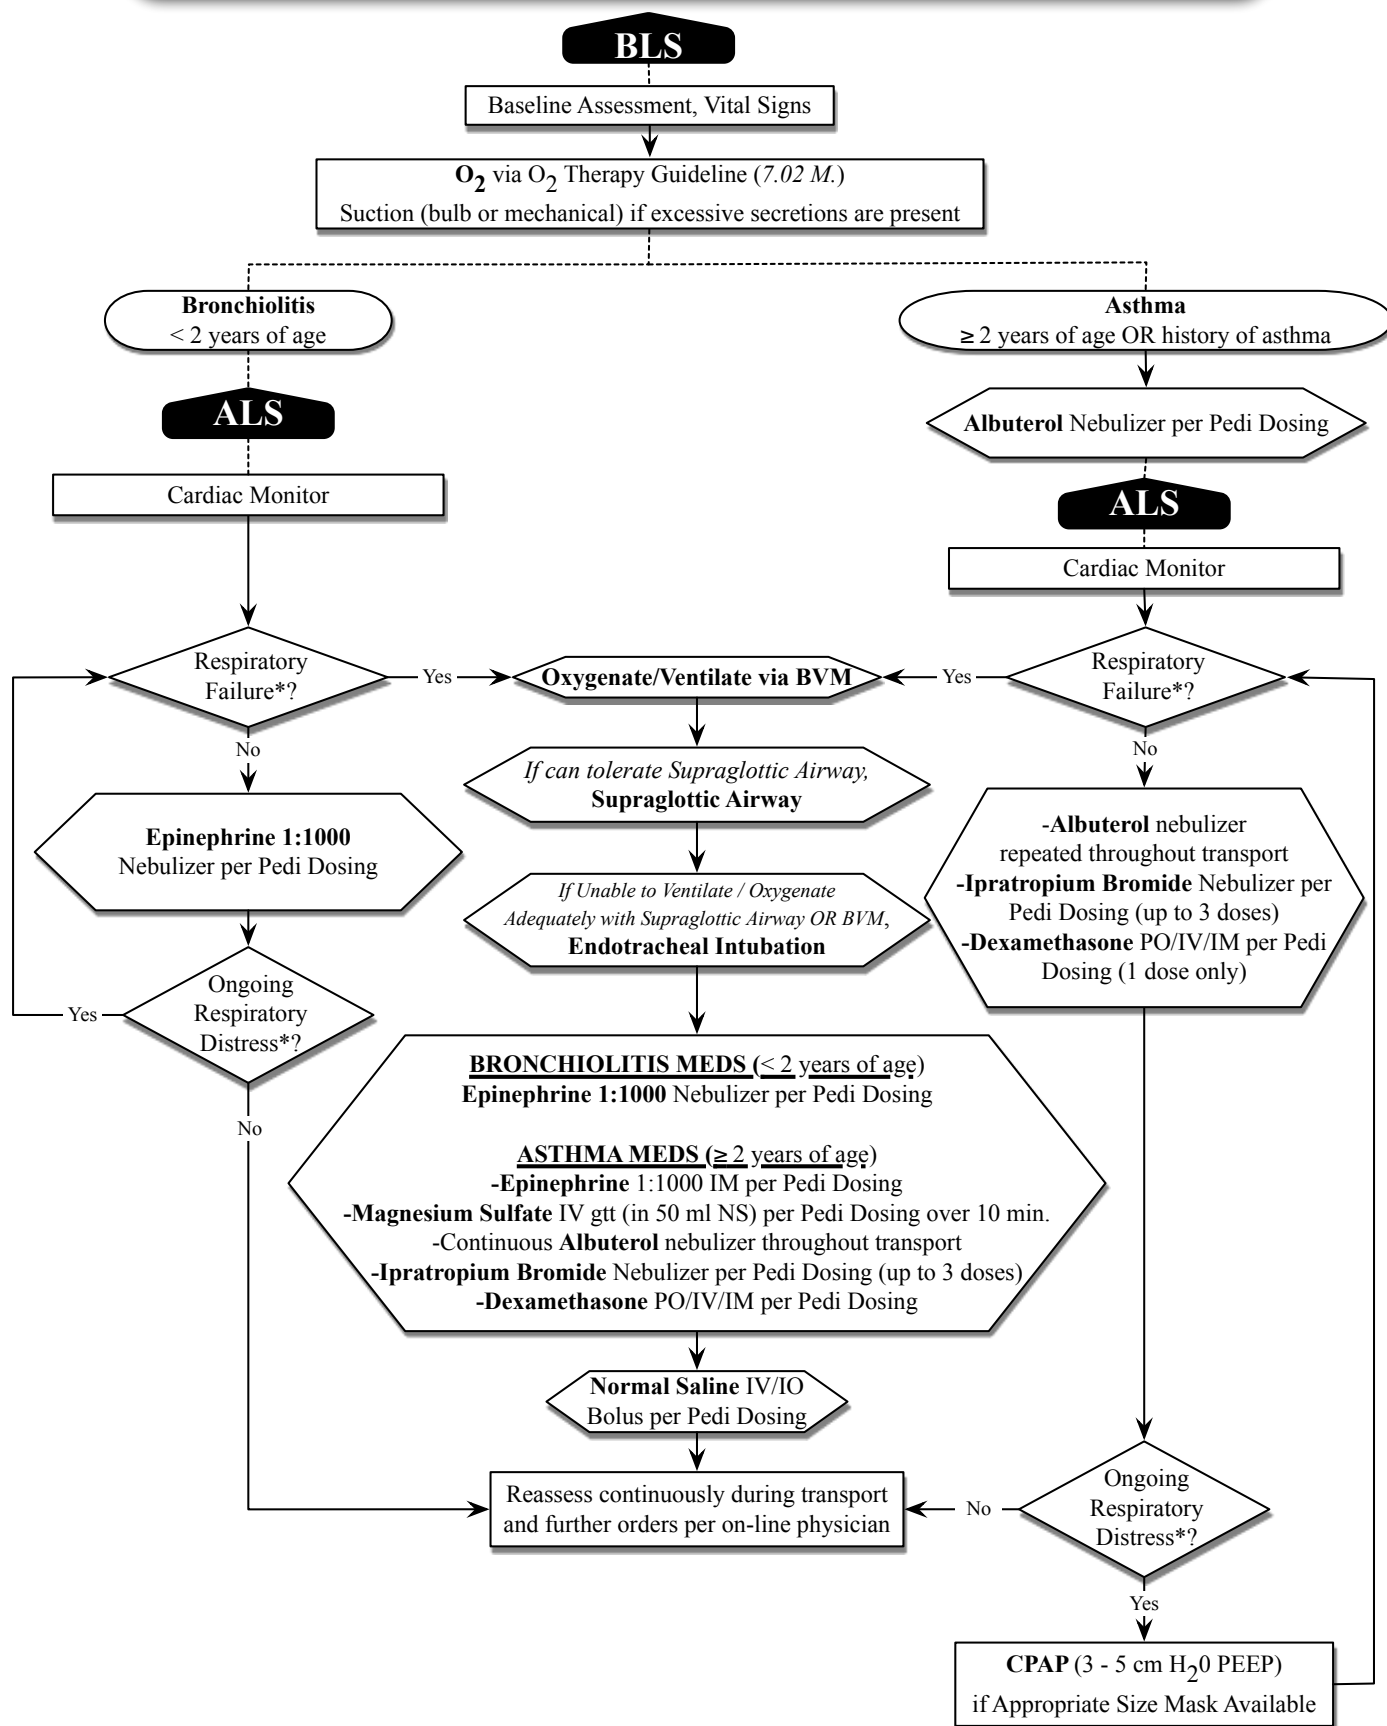 BLS
Baseline Assessment, Vital Signs
O2 via O2 Therapy Guideline (7.02 M.)
Suction (bulb or mechanical) if excessive secretions are present
Bronchiolitis
< 2 years of age
Asthma
≥ 2 years of age OR history of asthma
ALS
Albuterol Nebulizer per Pedi Dosing
Cardiac Monitor
ALS
Cardiac Monitor
Respiratory
Failure*?
Yes
Oxygenate/Ventilate via BVM
Yes
Respiratory
Failure*?
No
No
If can tolerate Supraglottic Airway,
Supraglottic Airway
Epinephrine 1:1000
Nebulizer per Pedi Dosing
-Albuterol nebulizer
repeated throughout transport
-Ipratropium Bromide Nebulizer per
Pedi Dosing (up to 3 doses)
-Dexamethasone PO/IV/IM per Pedi
Dosing (1 dose only)
If Unable to Ventilate / Oxygenate
Adequately with Supraglottic Airway OR BVM,
Endotracheal Intubation
Ongoing
Respiratory
Distress*?
Yes
No
BRONCHIOLITIS MEDS (< 2 years of age)
Epinephrine 1:1000 Nebulizer per Pedi Dosing
ASTHMA MEDS (≥ 2 years of age)
-Epinephrine 1:1000 IM per Pedi Dosing
-Magnesium Sulfate IV gtt (in 50 ml NS) per Pedi Dosing over 10 min.
-Continuous Albuterol nebulizer throughout transport
-Ipratropium Bromide Nebulizer per Pedi Dosing (up to 3 doses)
-Dexamethasone PO/IV/IM per Pedi Dosing
Normal Saline IV/IO
Bolus per Pedi Dosing
Reassess continuously during transport
and further orders per on-line physician
No
Ongoing
Respiratory
Distress*?
Yes
CPAP (3 - 5 cm H20 PEEP)
if Appropriate Size Mask Available